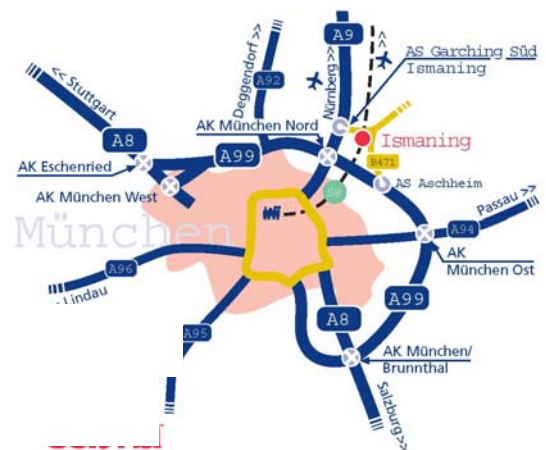 Deggendorf >>
A92
Nürnberg >>
A9
>>
AS Garching Süd
Ismaning
<< Stuttgart
A8
A99
AK München Nord
Ismaning
B471
AK Eschenried
AK München West
S8
AS Aschheim
München
Passau >>
A94
AK
München Ost
A96
Lindau
A99
A8
A95
AK München/
Brunnthal
Salzburg >>